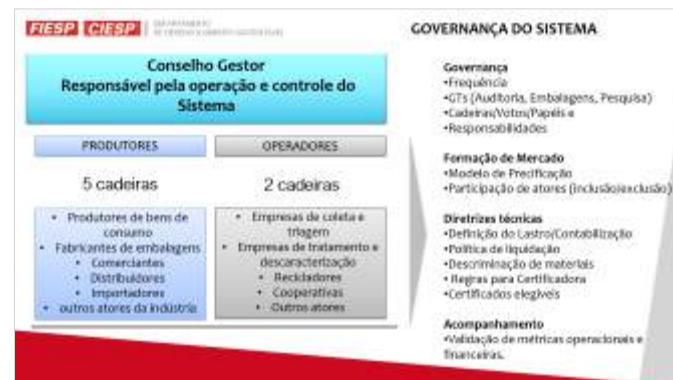 FIESP CIESP
GOVERNANÇA DO SISTEMA
Conselho Gestor
Responsável pela operação e controle do
Sistema
PRODUTORES
5 cadeiras
• Produtores de bens de
consumo
• Fabricantes de embalagens
• Comerciantes
• Distribuidores
• Importadores
• outros atores da indústria
OPERADORES
2 cadeiras
• Empresas de coleta e
triagem
• Empresas de tratamento e
descaracterização
• Recicladores
• Cooperativas
• Outros atores
Governança
•Frequência
•GTs (Auditoria, Embalagens, Pesquisa)
•Cadeiras/Votos/Papéis e
•Responsabilidades
Formação de Mercado
•Modelo de Precificação
•Participação de atores (inclusão/exclusão)
Diretrizes técnicas
•Definição do Lastro/Contabilização
•Política de liquidação
•Descriminação de materiais
• Regras para Certificadora
•Certificados elegíveis
Acompanhamento
•Validação de métricas operacionais e
financeiras.